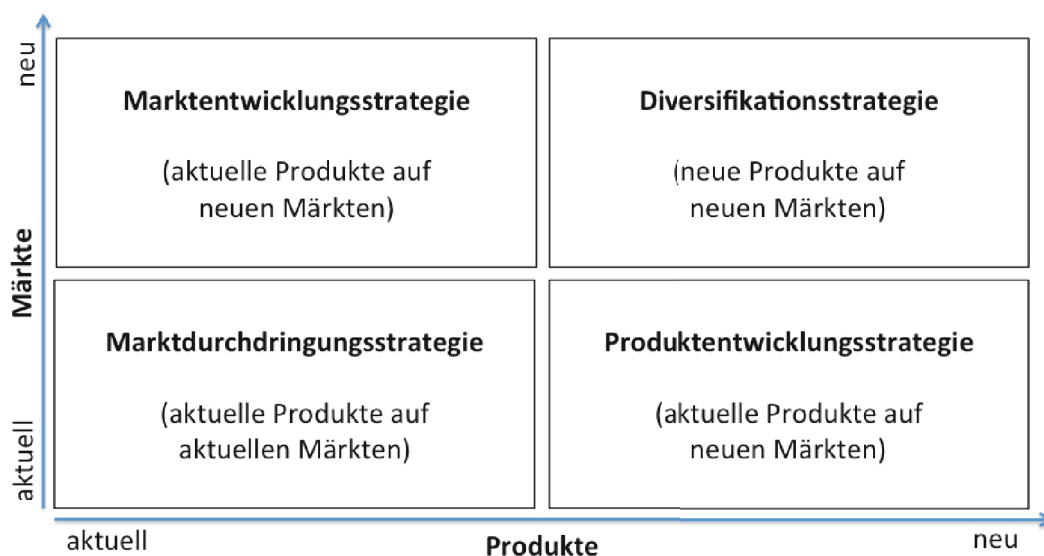 neu
Marktentwicklungsstrategie
(aktuelle Produkte auf
neuen Märkten)
Diversifikationsstrategie
(neue Produkte auf
neuen Märkten)
Märkte
Marktdurchdringungsstrategie
(aktuelle Produkte auf
aktuellen Märkten)
Produktentwicklungsstrategie
(aktuelle Produkte auf
neuen Märkten)
aktuell
aktuell
Produkte
neu